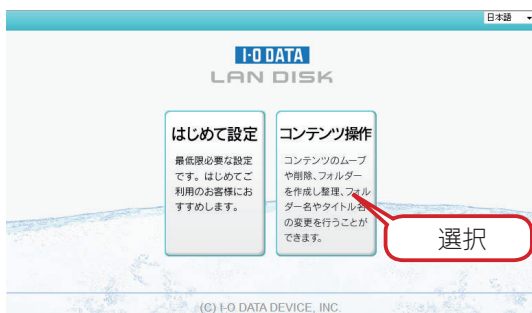 日本語
I-O DATA
LAN DISK
はじめて設定
最低限必要な設定
です。はじめてご
利用のお客様にお
すすめします。
コンテンツ操作
コンテンツのムーブ
や削除、フォルダー
を作成し整理、フォル
ダー名やタイトル名
の変更を行うことが
できます。
選択
(C) I-O DATA DEVICE, INC.